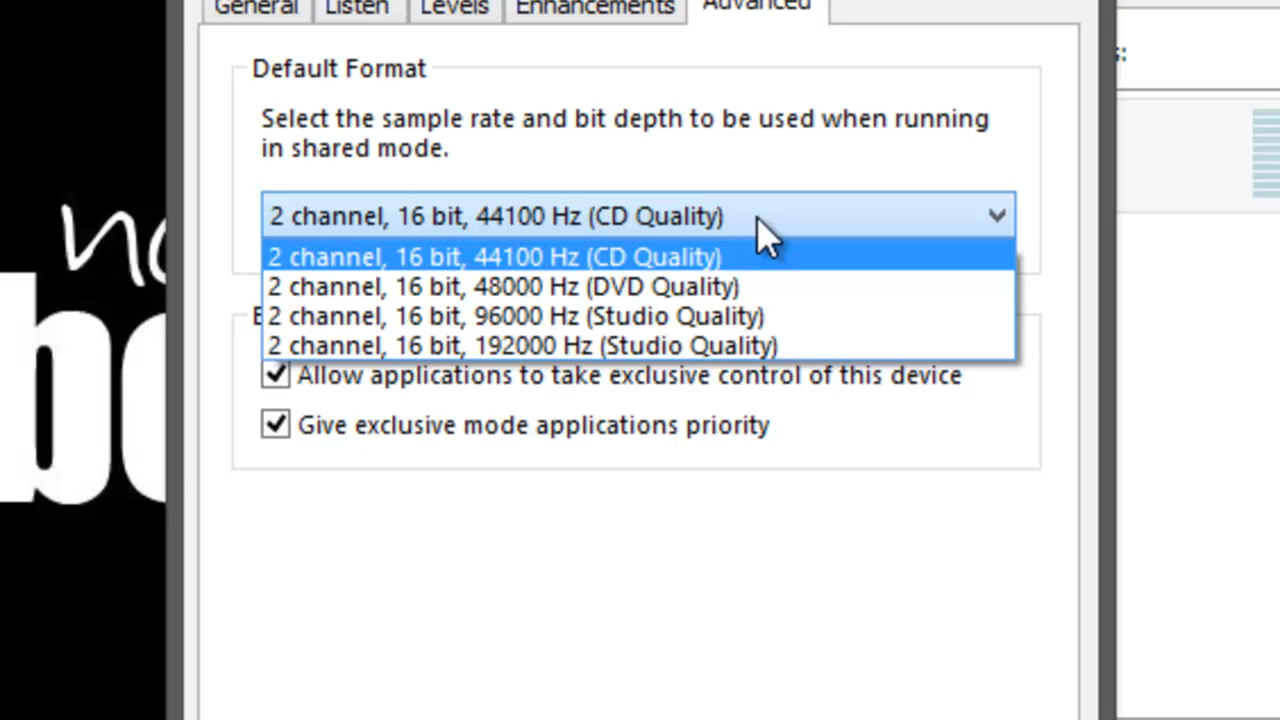 General Listen Levels Enhancements Advanced
Default Format
Select the sample rate and bit depth to be used when running
in shared mode.
2 channel, 16 bit, 44100 Hz (CD Quality)
2 channel, 16 bit, 44100 Hz (CD Quality)
2 channel, 16 bit, 48000 Hz (DVD Quality)
2 channel, 16 bit, 96000 Hz (Studio Quality)
2 channel, 16 bit, 192000 Hz (Studio Quality)
Allow applications to take exclusive control of this device
Give exclusive mode applications priority